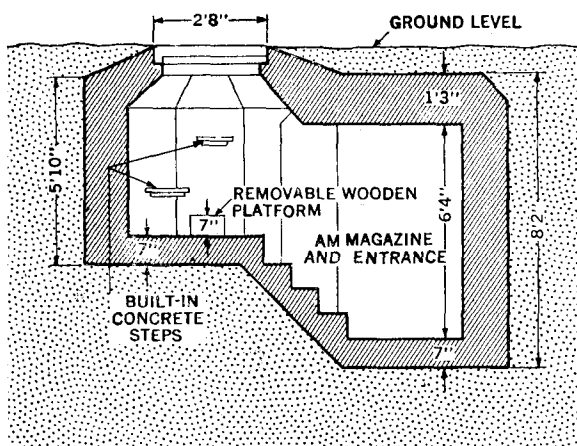 2'8"
GROUND LEVEL
1'3"
5'10"
REMOVABLE WOODEN
PLATFORM
7"
6'4"
8'2'
AM MAGAZINE
AND ENTRANCE
7"
BUILT-IN
CONCRETE
STEPS
7"